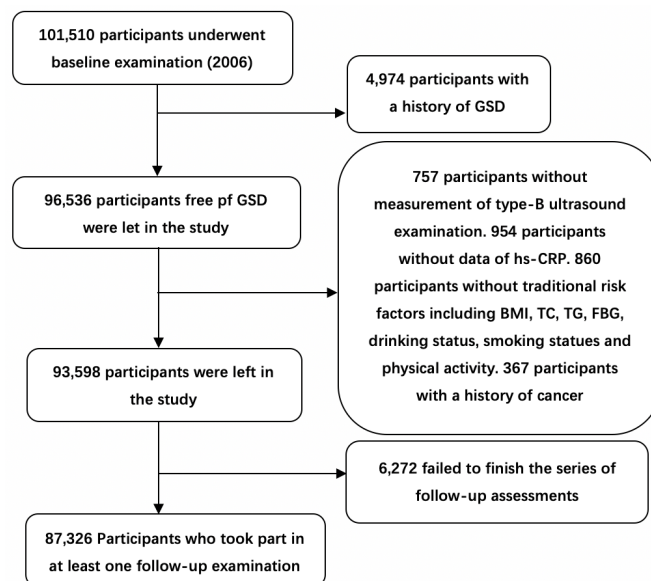 101,510 participants underwent
baseline examination (2006)
4,974 participants with
a history of GSD
96,536 participants free pf GSD
were let in the study
757 participants without
measurement of type-B ultrasound
examination. 954 participants
without data of hs-CRP. 860
participants without traditional risk
factors including BMI, TC, TG, FBG,
drinking status, smoking statues and
physical activity. 367 participants
with a history of cancer
93,598 participants were left in
the study
6,272 failed to finish the series of
follow-up assessments
87,326 Participants who took part in
at least one follow-up examination